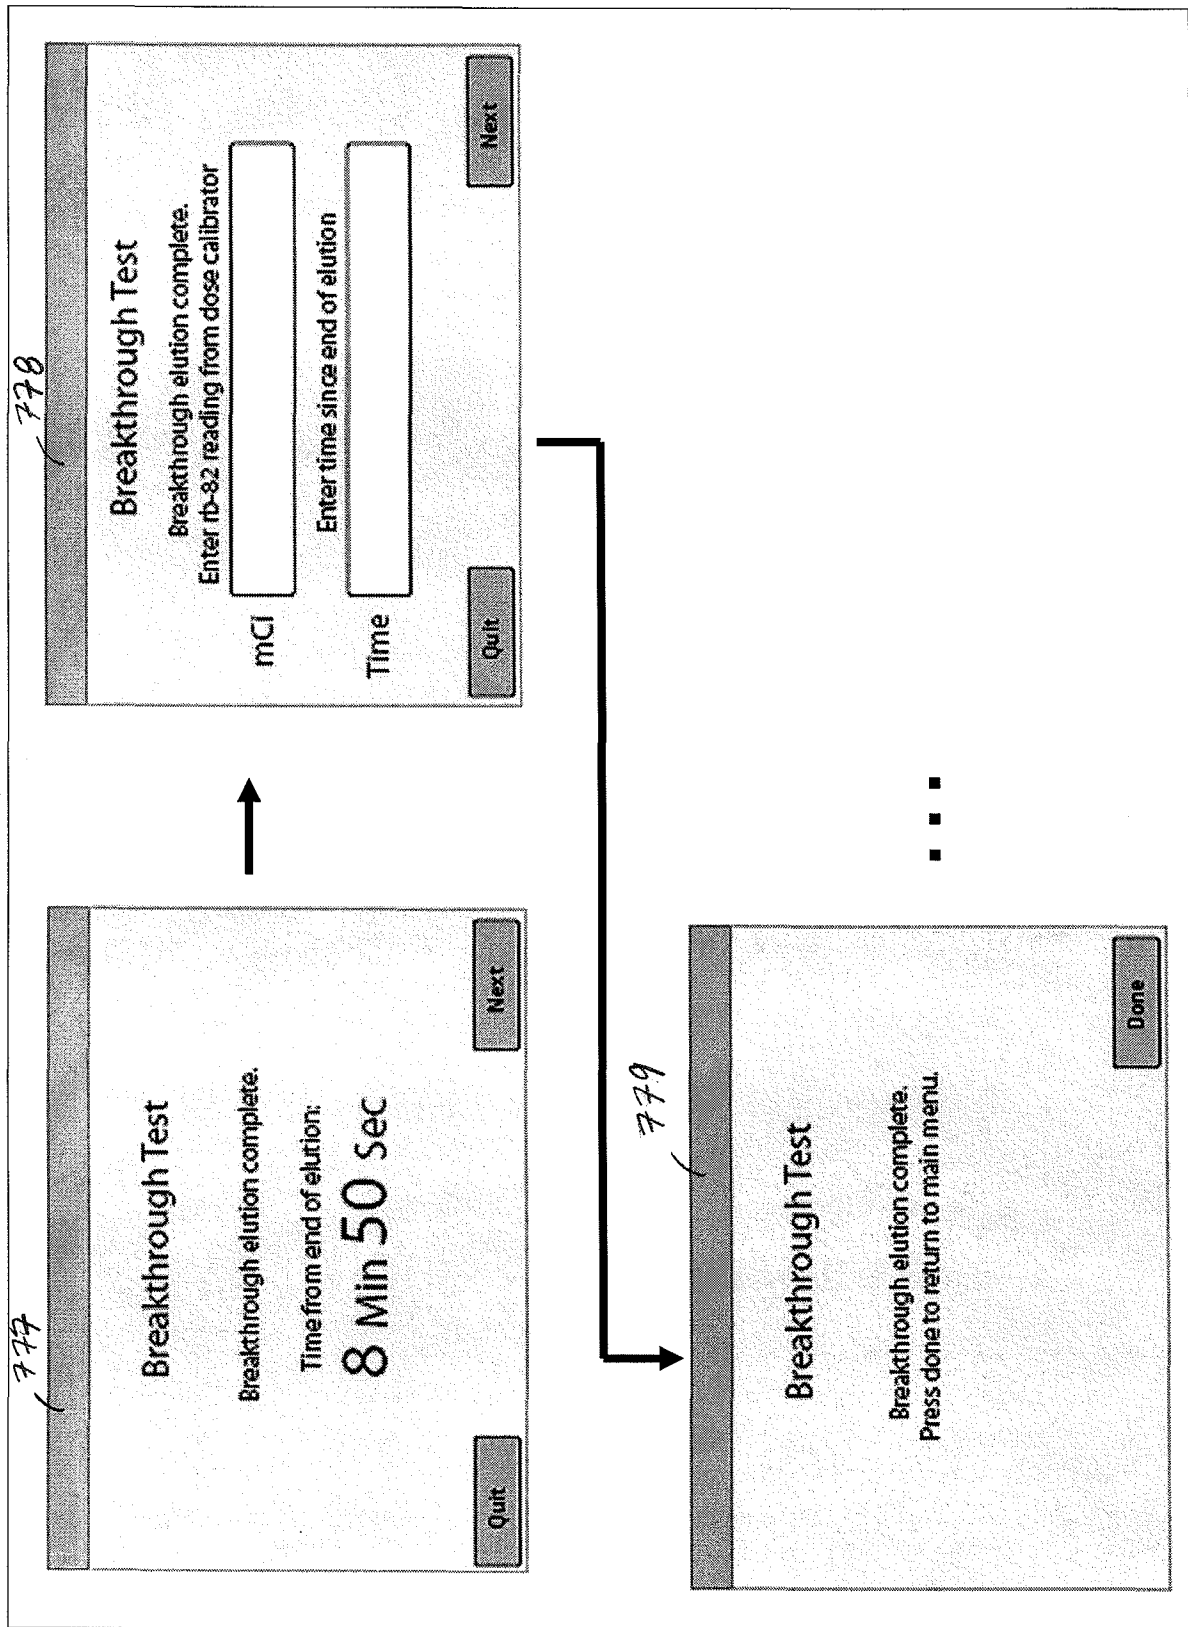 777
Breakthrough Test
Breakthrough elution complete.
Time from end of elution:
8 Min 50 Sec
Quit
Next
778
Breakthrough Test
Breakthrough elution complete.
Enter rb-82 reading from dose calibrator
mCi
Enter time since end of elution
Time
Quit
Next
779
Breakthrough Test
Breakthrough elution complete.
Press done to return to main menu.
Done